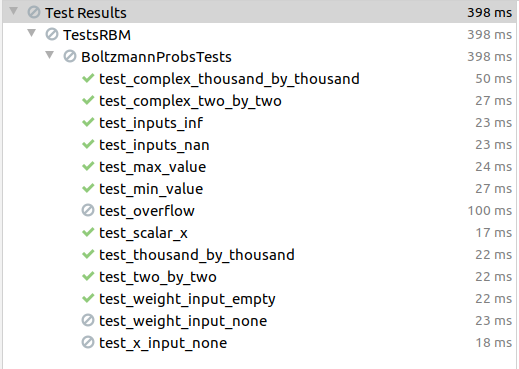 Test Results 398 ms
TestsRBM 398 ms
BoltzmannProbsTests 398 ms
test_complex_thousand_by_thousand 50 ms
test_complex_two_by_two 27 ms
test_inputs_inf 23 ms
test_inputs_nan 23 ms
test_max_value 24 ms
test_min_value 27 ms
test_overflow 100 ms
test_scalar_x 17 ms
test_thousand_by_thousand 22 ms
test_two_by_two 22 ms
test_weight_input_empty 22 ms
test_weight_input_none 23 ms
test_x_input_none 18 ms